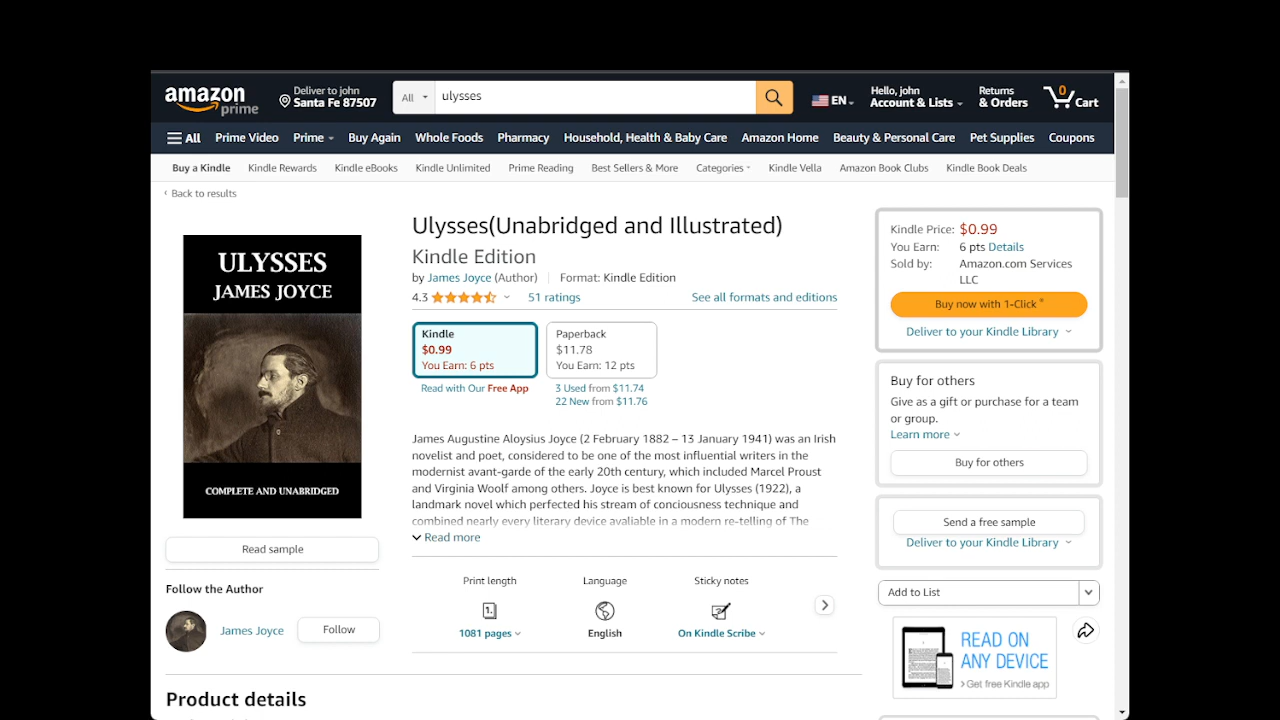 amazon
prime
Deliver to john
Santa Fe 87507
All
ulysses
EN
Hello, john
Account & Lists
Returns
& Orders
0
Cart
All
Prime Video
Prime
Buy Again
Whole Foods
Pharmacy
Household, Health & Baby Care
Amazon Home
Beauty & Personal Care
Pet Supplies
Coupons
Buy a Kindle
Kindle Rewards
Kindle eBooks
Kindle Unlimited
Prime Reading
Best Sellers & More
Categories
Kindle Vella
Amazon Book Clubs
Kindle Book Deals
‹ Back to results
ULYSSES
JAMES JOYCE
COMPLETE AND UNABRIDGED
Read sample
Follow the Author
James Joyce
Follow
Ulysses(Unabridged and Illustrated)
Kindle Edition
by James Joyce (Author) | Format: Kindle Edition
4.3
51 ratings
See all formats and editions
Kindle
$0.99
You Earn: 6 pts
Read with Our Free App
Paperback
$11.78
You Earn: 12 pts
3 Used from $11.74
22 New from $11.76
James Augustine Aloysius Joyce (2 February 1882 – 13 January 1941) was an Irish
novelist and poet, considered to be one of the most influential writers in the
modernist avant-garde of the early 20th century, which included Marcel Proust
and Virginia Woolf among others. Joyce is best known for Ulysses (1922), a
landmark novel which perfected his stream of conciousness technique and
combined nearly every literary device avaliable in a modern re-telling of The
Read more
Print length
1081 pages
Language
English
Sticky notes
On Kindle Scribe
Kindle Price: $0.99
You Earn: 6 pts Details
Sold by: Amazon.com Services
LLC
Buy now with 1-Click ®
Deliver to your Kindle Library
Buy for others
Give as a gift or purchase for a team
or group.
Learn more
Buy for others
Send a free sample
Deliver to your Kindle Library
Add to List
READ ON
ANY DEVICE
› Get free Kindle app
Product details